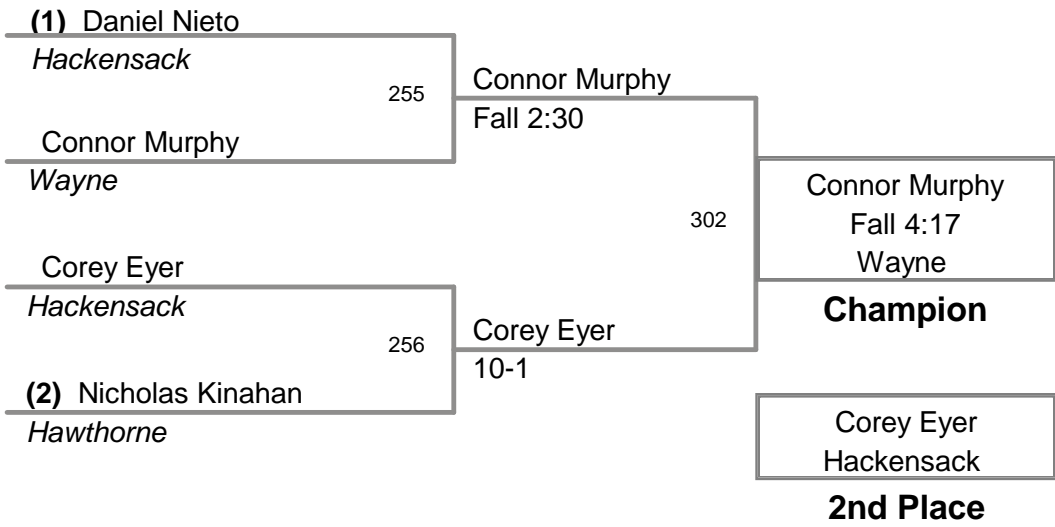 (1) Daniel Nieto
Hackensack
255
Connor Murphy
Wayne
Connor Murphy
Fall 2:30
302
Corey Eyer
Hackensack
256
(2) Nicholas Kinahan
Hawthorne
Corey Eyer
10-1
Connor Murphy
Fall 4:17
Wayne
Champion
Corey Eyer
Hackensack
2nd Place